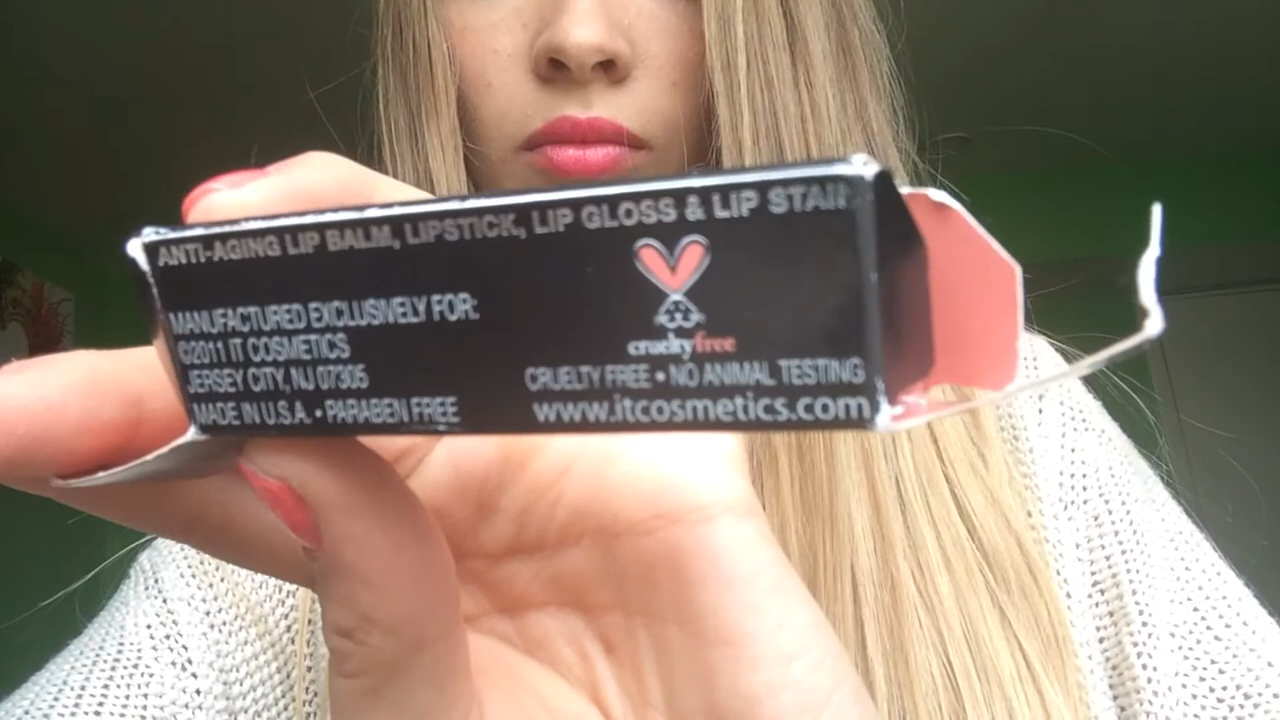 ANTI-AGING LIP BALM, LIPSTICK, LIP GLOSS & LIP STAIN
MANUFACTURED EXCLUSIVELY FOR:
©2011 IT COSMETICS
JERSEY CITY, NJ 07305
MADE IN U.S.A. • PARABEN FREE
crueltyfree
CRUELTY FREE • NO ANIMAL TESTING
www.itcosmetics.com